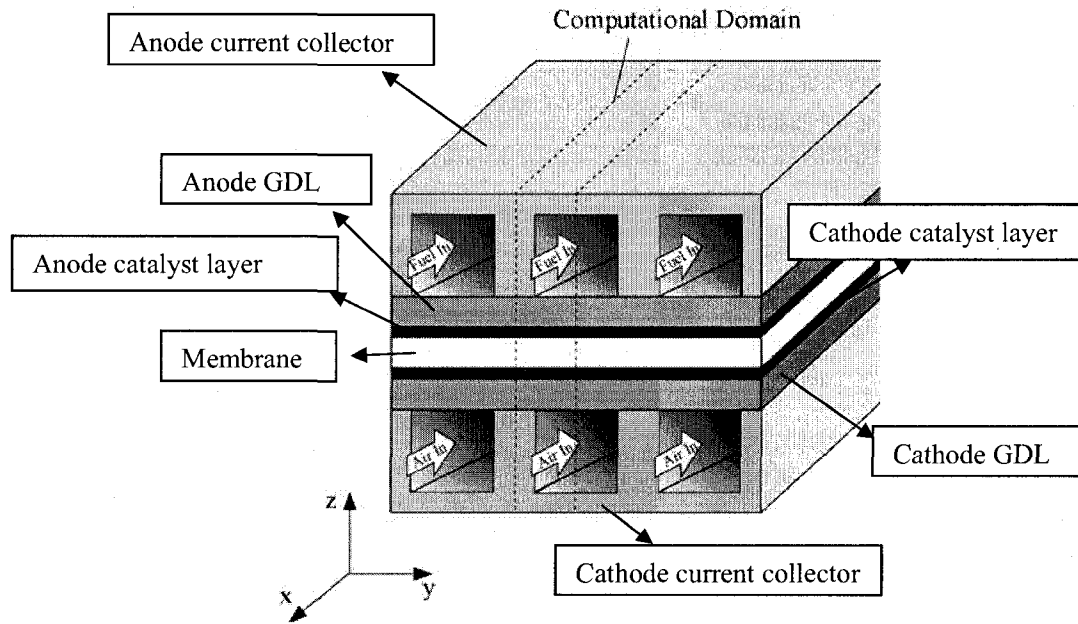 Computational Domain
Anode current collector
Anode GDL
Cathode catalyst layer
Anode catalyst layer
Fuel In
Fuel In
Fuel In
Membrane
Air In
Air In
Air In
Cathode GDL
Cathode current collector
z
y
x